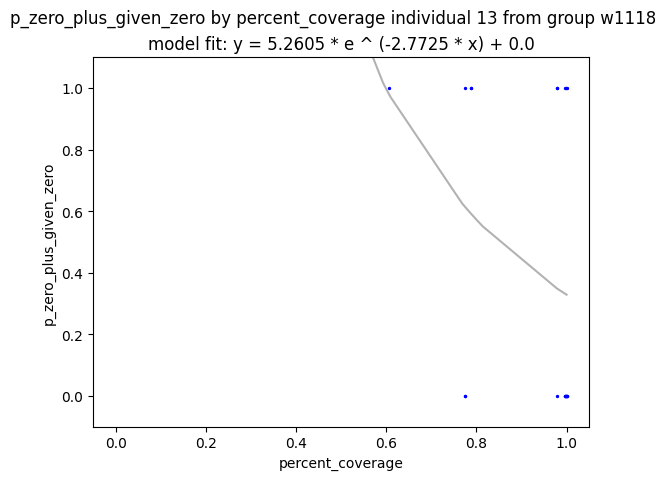 p_zero_plus_given_zero by percent_coverage individual 13 from group w1118
model fit: y = 5.2605 * e ^ (-2.7725 * x) + 0.0
1.0
0.8
0.6
0.4
0.2
0.0
p_zero_plus_given_zero
0.0 0.2 0.4 0.6 0.8 1.0
percent_coverage